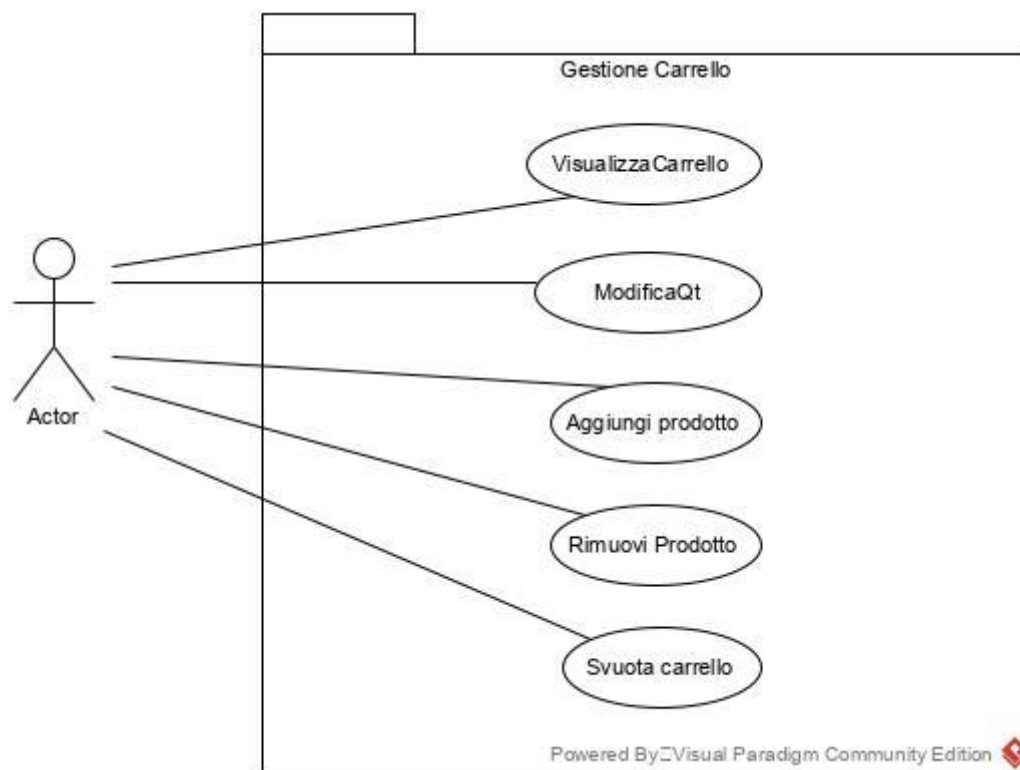 Gestione Carrello
VisualizzaCarrello
ModificaQt
Aggiungi prodotto
Actor
Rimuovi Prodotto
Svuota carrello
Powered By Visual Paradigm Community Edition